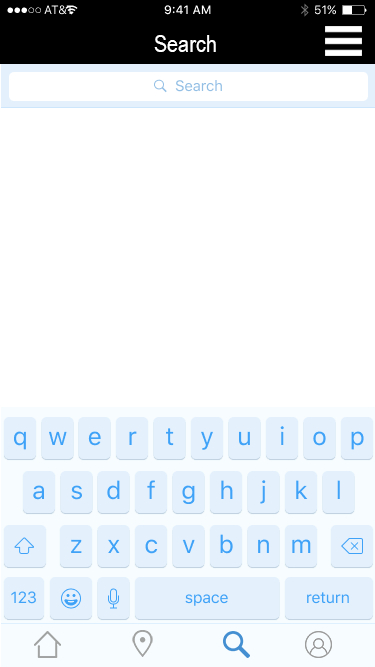 AT&T 9:41 AM 51%
Search
Search
q w e r t y u i o p
a s d f g h j k l
z x c v b n m
123 space return